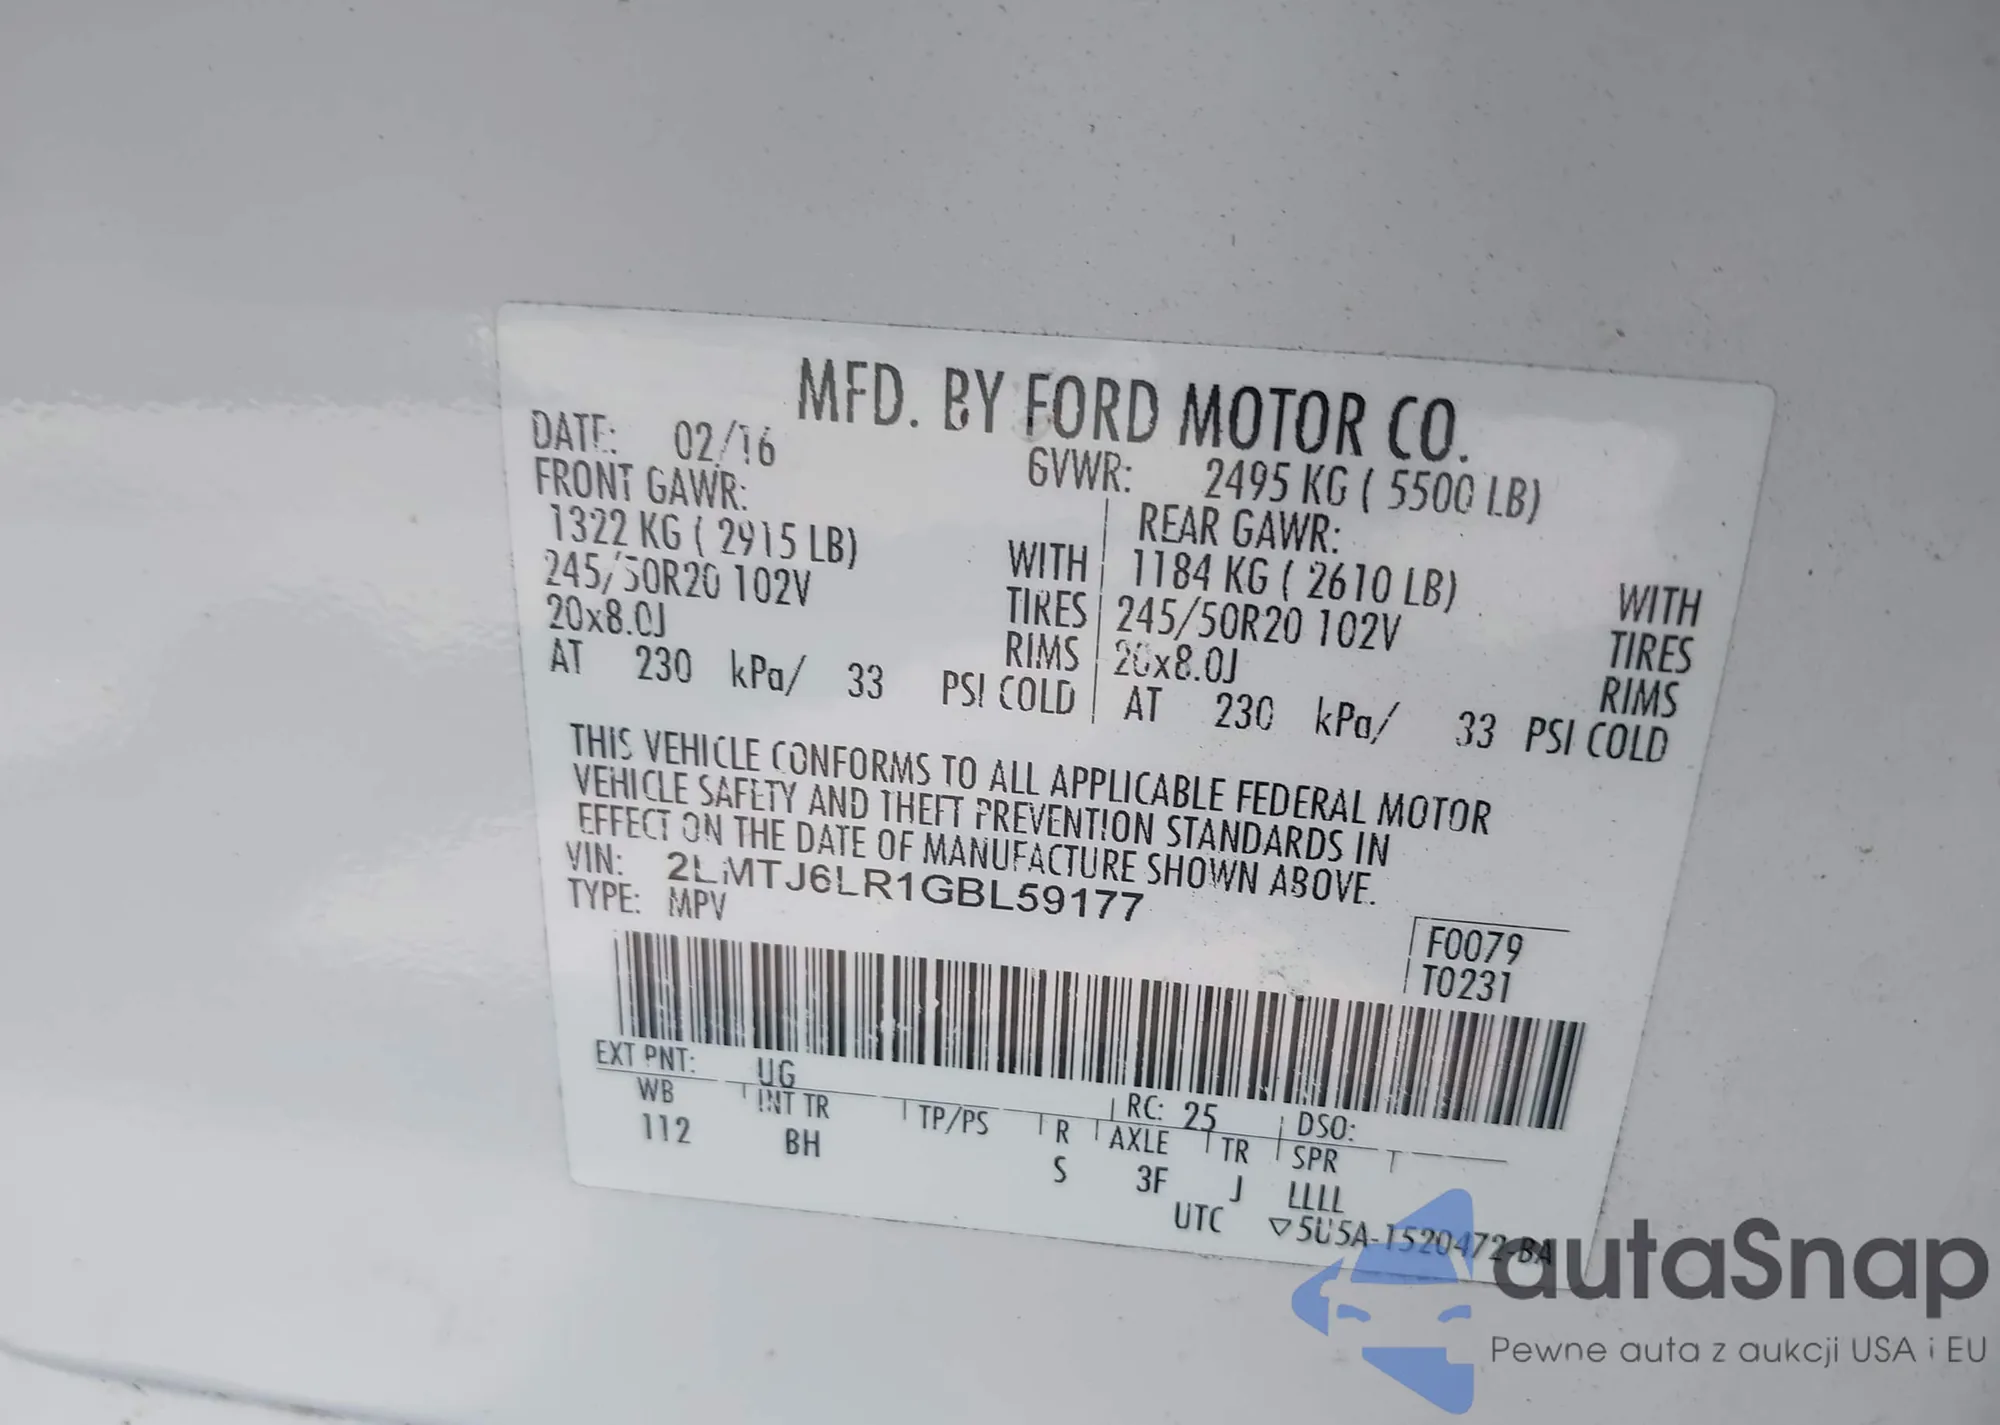 MFD. BY FORD MOTOR CO.
DATE: 02/16 GVWR: 2495 KG ( 5500 LB)
FRONT GAWR: REAR GAWR:
1322 KG ( 2915 LB) WITH 1184 KG ( 2610 LB) WITH
245/50R20 102V TIRES 245/50R20 102V TIRES
20x8.0J RIMS 20x8.0J RIMS
AT 230 kPa/ 33 PSI COLD AT 230 kPa/ 33 PSI COLD
THIS VEHICLE CONFORMS TO ALL APPLICABLE FEDERAL MOTOR
VEHICLE SAFETY AND THEFT PREVENTION STANDARDS IN
EFFECT ON THE DATE OF MANUFACTURE SHOWN ABOVE.
VIN: 2LMTJ6LR1GBL59177
TYPE: MPV
F0079
T0231
EXT PNT: UG RC: 25 DSO:
WB INT TR TP/PS R AXLE TR SPR
112 BH S 3F J LLLL
UTC ▽5U5A-1520472-BA
autaSnap
Pewne auta z aukcji USA i EU